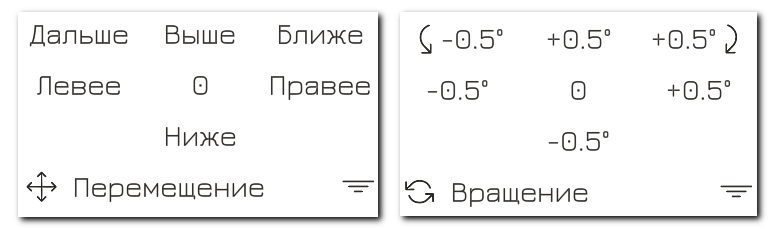 Дальше Выше Ближе
Левее 0 Правее
Ниже
Перемещение
-0.5° +0.5° +0.5°
-0.5° 0 +0.5°
-0.5°
Вращение